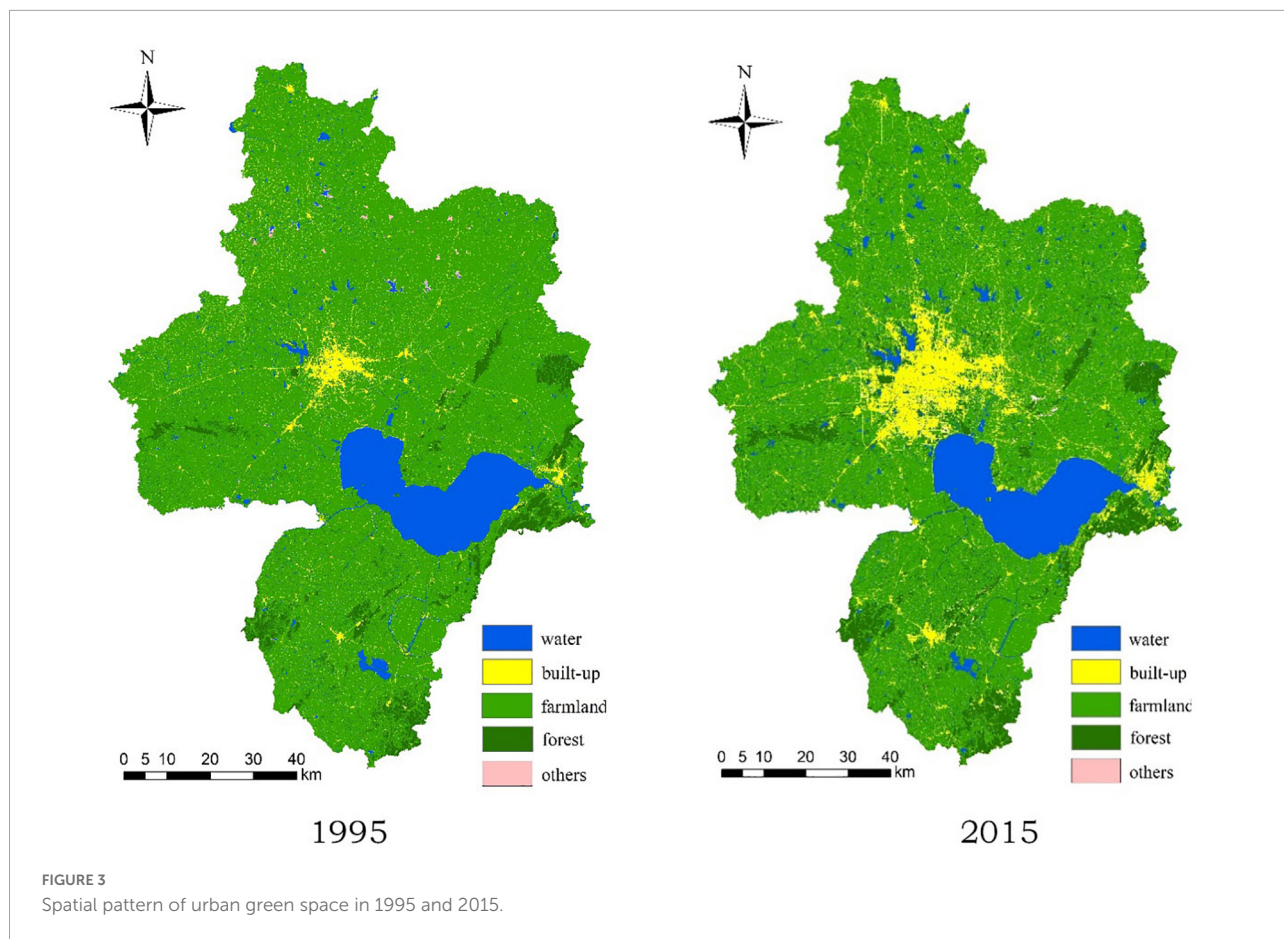 N
water
built-up
farmland
forest
others
0 5 10 20 30 40
km
1995
N
water
built-up
farmland
forest
others
0 5 10 20 30 40
km
2015
FIGURE 3
Spatial pattern of urban green space in 1995 and 2015.